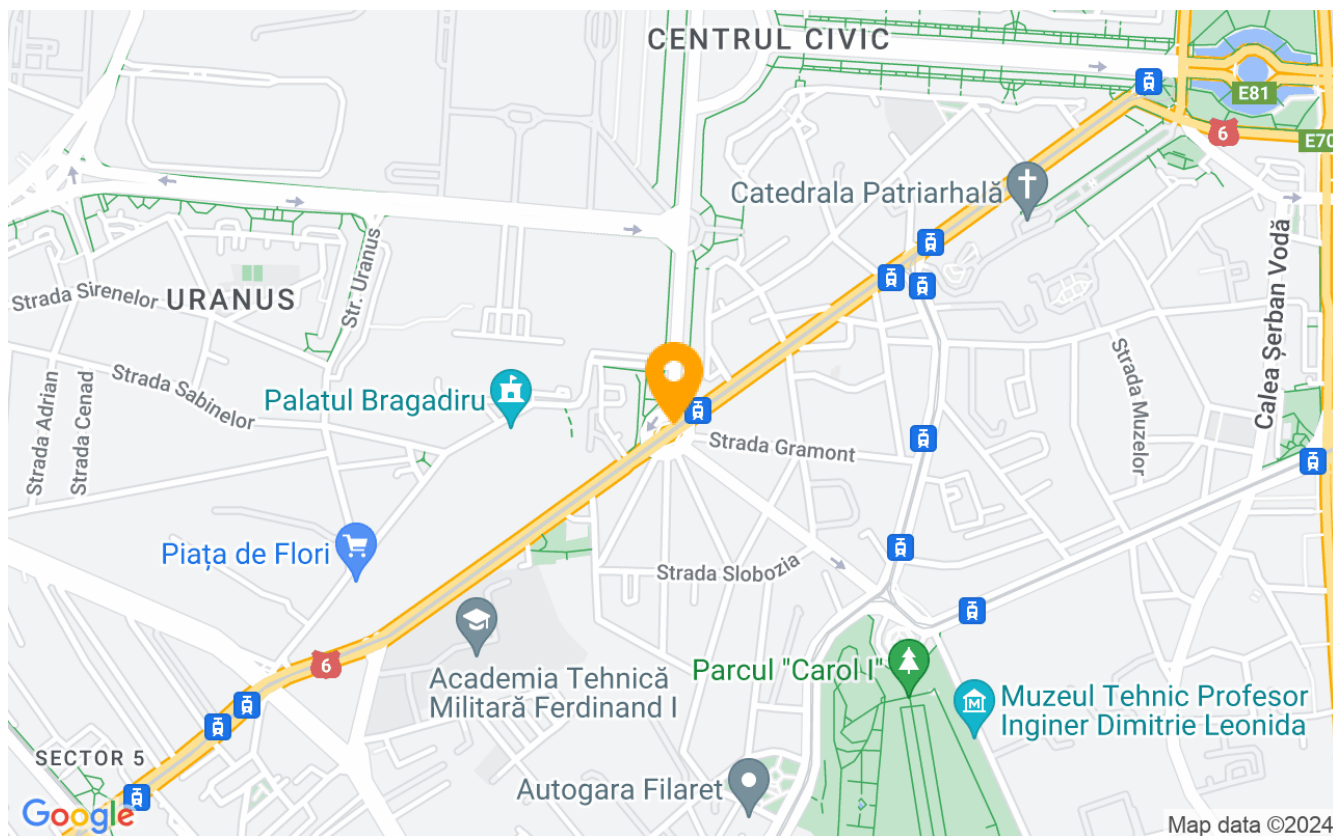 CENTRUL CIVIC
E81
6
E70
Catedrala Patriarhală
Calea Șerban Vodă
Str. Uranus
Strada Sirenelor
URANUS
Strada Muzelor
Strada Adrian
Strada Cenad
Strada Sabinelor
Palatul Bragadiru
Strada Gramont
Piața de Flori
Strada Slobozia
6
Academia Tehnică
Militară Ferdinand I
Parcul "Carol I"
Muzeul Tehnic Profesor
Inginer Dimitrie Leonida
SECTOR 5
Autogara Filaret
Google
Map data ©2024